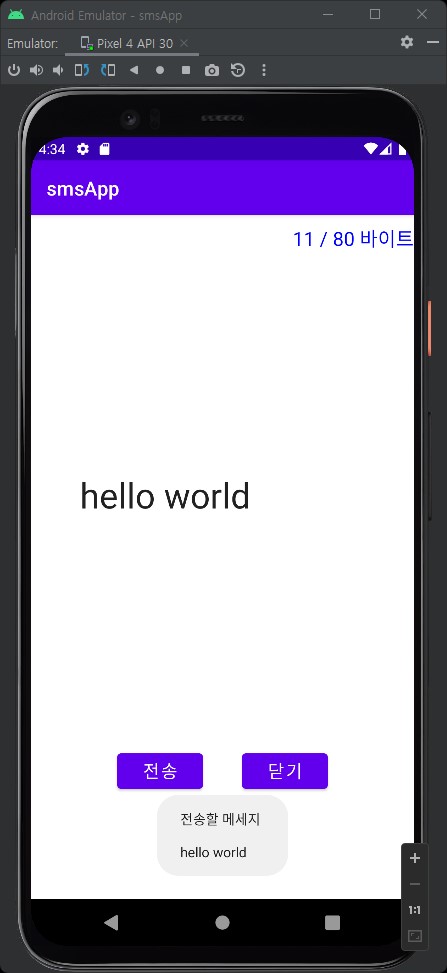 Android Emulator - smsApp
Emulator:
Pixel 4 API 30
4:34
smsApp
11 / 80 바이트
hello world
전송
닫기
전송할 메세지
hello world
1:1